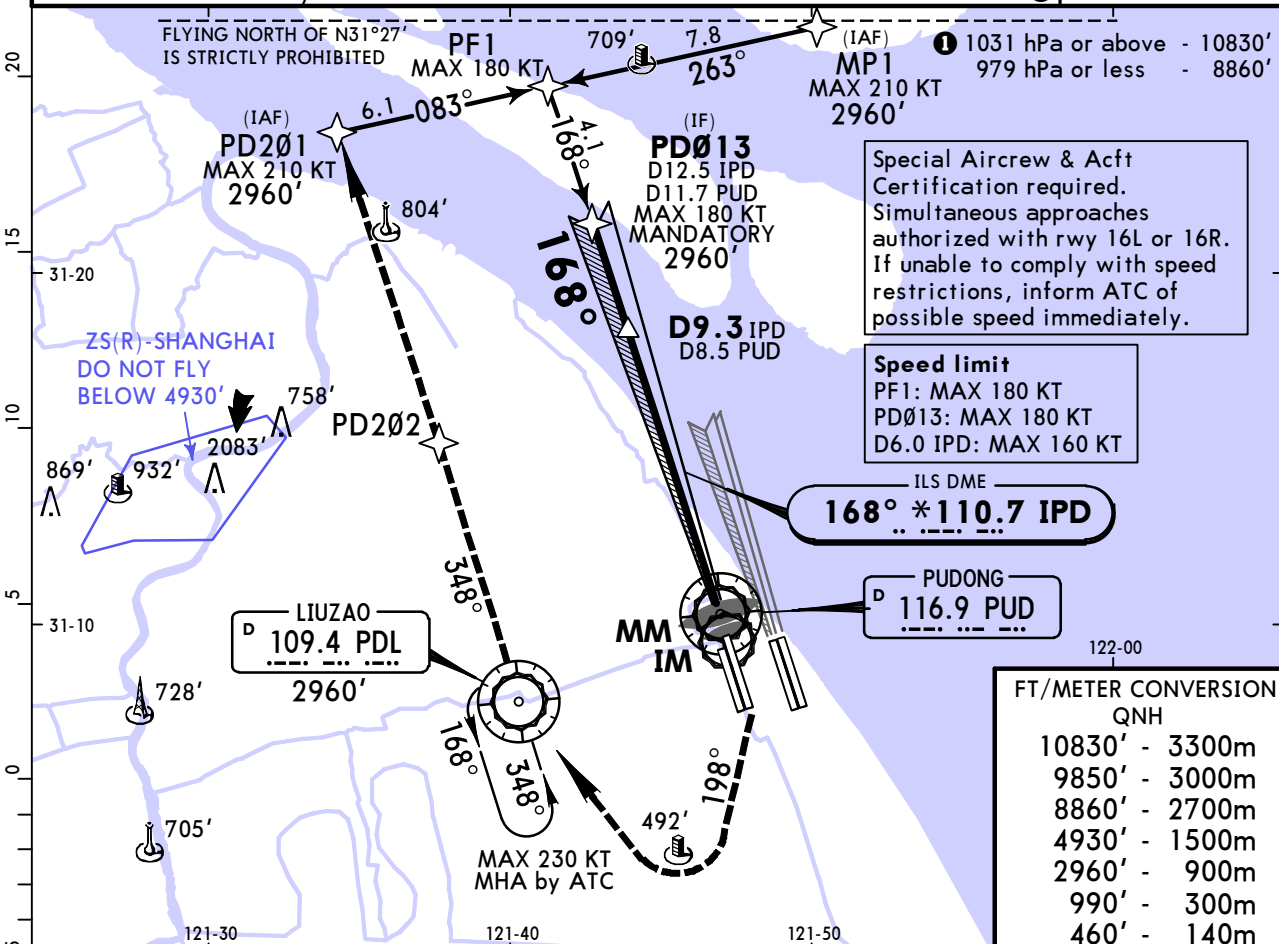 FLYING NORTH OF N31°27'
IS STRICTLY PROHIBITED
PF1
MAX 180 KT
709'
7.8
263°
(IAF)
MP1
MAX 210 KT
2960'
❶ 1031 hPa or above - 10830'
979 hPa or less - 8860'
20
(IAF)
PDZØ1
MAX 210 KT
2960'
6.1
083°
4.1
168°
(IF)
PDØ13
D12.5 IPD
D11.7 PUD
MAX 180 KT
MANDATORY
2960'
Special Aircrew & Acft
Certification required.
Simultaneous approaches
authorized with rwy 16L or 16R.
If unable to comply with speed
restrictions, inform ATC of
possible speed immediately.
804'
15
31-20
168°
D9.3 IPD
D8.5 PUD
ZS(R)-SHANGHAI
DO NOT FLY
BELOW 4930'
Speed limit
PF1: MAX 180 KT
PDØ13: MAX 180 KT
D6.0 IPD: MAX 160 KT
10
758'
2083'
932'
869'
PD2Ø2
ILS DME
168° *110.7 IPD
348°
5
31-10
LIUZAO
D 109.4 PDL
2960'
MM
IM
PUDONG
D 116.9 PUD
122-00
728'
168°
348°
198°
0
705'
492'
MAX 230 KT
MHA by ATC
FT/METER CONVERSION
QNH
10830' - 3300m
9850' - 3000m
8860' - 2700m
4930' - 1500m
2960' - 900m
990' - 300m
460' - 140m
121-30
121-40
121-50